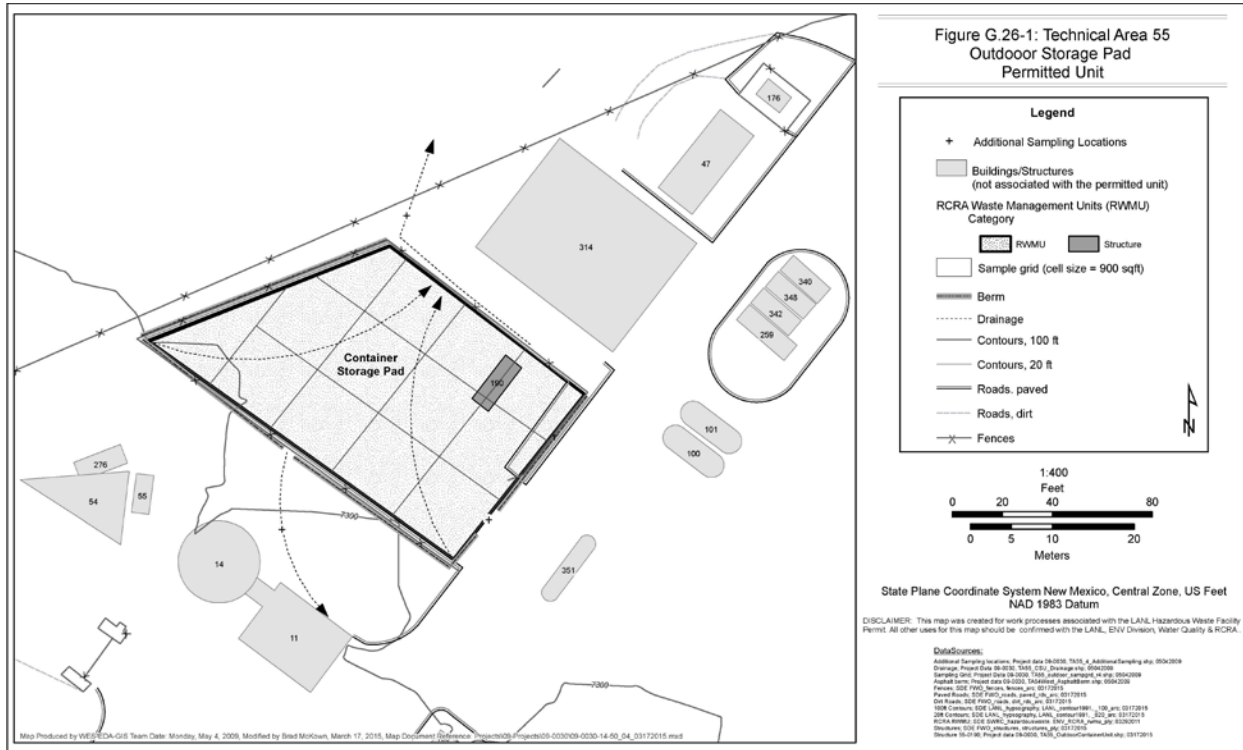 Figure G.26-1: Technical Area 55
Outdooor Storage Pad
Permitted Unit
Legend
+ Additional Sampling Locations
Buildings/Structures
(not associated with the permitted unit)
RCRA Waste Management Units (RWMU)
Category
RWMU
Structure
Sample grid (cell size = 900 sqft)
Berm
Drainage
Contours, 100 ft
Contours, 20 ft
Roads. paved
Roads, dirt
Fences
N
1:400
Feet
0 20 40 80
0 5 10 20
Meters
State Plane Coordinate System New Mexico, Central Zone, US Feet
NAD 1983 Datum
DISCLAIMER: This map was created for work processes associated with the LANL Hazardous Waste Facility
Permit. All other uses for this map should be confirmed with the LANL, ENV Division, Water Quality & RCRA.
DataSources:
176
47
314
340
348
342
259
Container
Storage Pad
190
101
100
276
54
55
7300
14
351
11
7300
Map Produced by WES-EDA-GIS Team Date: Monday, May 4, 2009, Modified by Brad McKown, March 17, 2015, Map Document Reference: